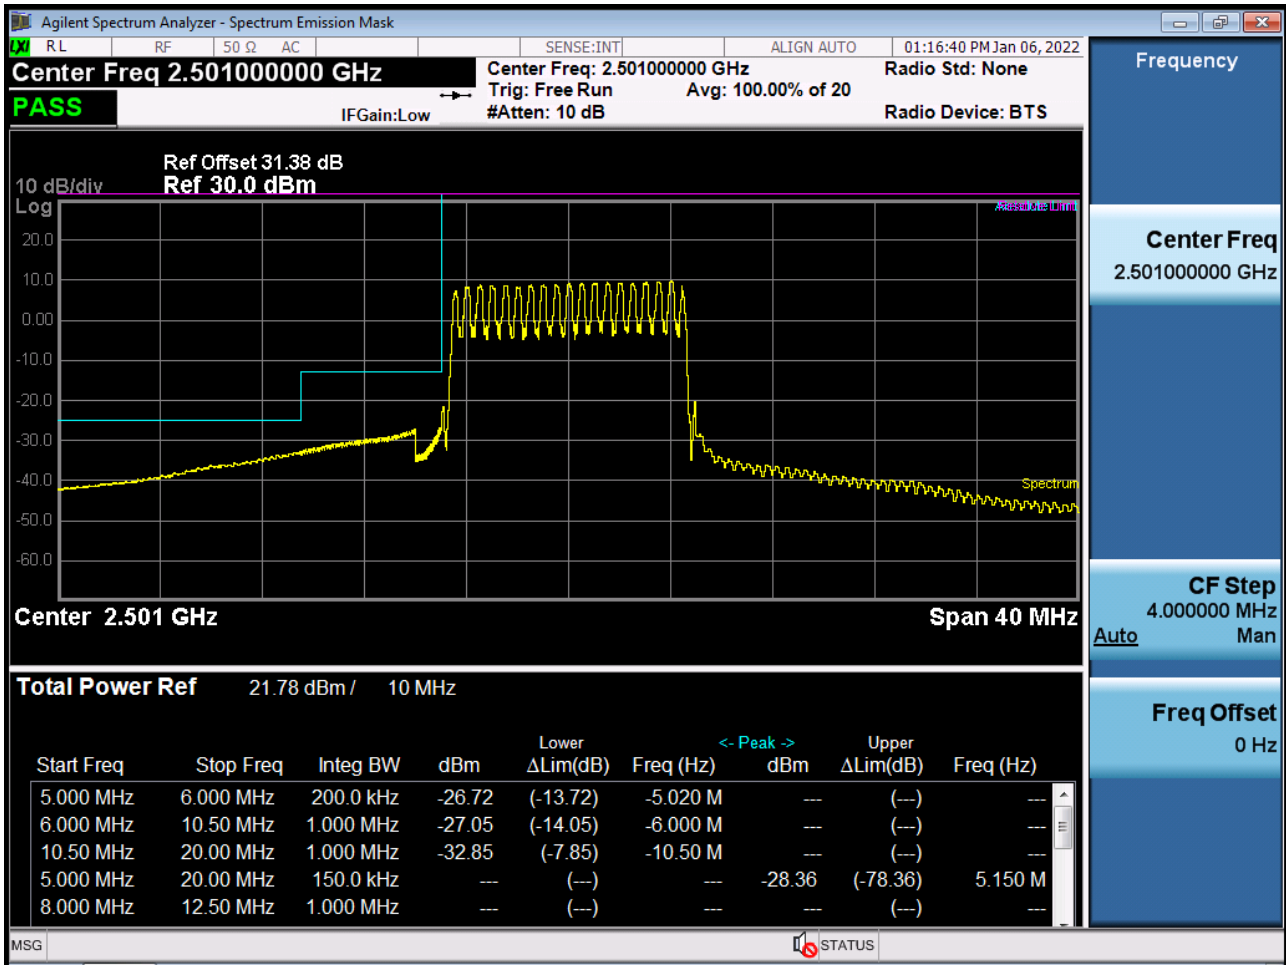 Agilent Spectrum Analyzer - Spectrum Emission Mask
LXI RL RF 50 Ω AC SENSE:INT ALIGN AUTO 01:16:40 PM Jan 06, 2022
Center Freq 2.501000000 GHz Center Freq: 2.501000000 GHz Radio Std: None
Trig: Free Run Avg: 100.00% of 20
PASS IFGain:Low #Atten: 10 dB Radio Device: BTS
Ref Offset 31.38 dB
10 dB/div Ref 30.0 dBm
Log
Absolute Limit
20.0
10.0
0.00
-10.0
-20.0
-30.0
-40.0
Spectrum
-50.0
-60.0
Center 2.501 GHz Span 40 MHz
Total Power Ref 21.78 dBm / 10 MHz
Lower <- Peak -> Upper
Start Freq Stop Freq Integ BW dBm ΔLim(dB) Freq (Hz) dBm ΔLim(dB) Freq (Hz)
5.000 MHz 6.000 MHz 200.0 kHz -26.72 (-13.72) -5.020 M --- (---) ---
6.000 MHz 10.50 MHz 1.000 MHz -27.05 (-14.05) -6.000 M --- (---) ---
10.50 MHz 20.00 MHz 1.000 MHz -32.85 (-7.85) -10.50 M --- (---) ---
5.000 MHz 20.00 MHz 150.0 kHz --- (---) --- -28.36 (-78.36) 5.150 M
8.000 MHz 12.50 MHz 1.000 MHz --- (---) --- --- (---) ---
MSG STATUS
Frequency
Center Freq
2.501000000 GHz
CF Step
4.000000 MHz
Auto Man
Freq Offset
0 Hz